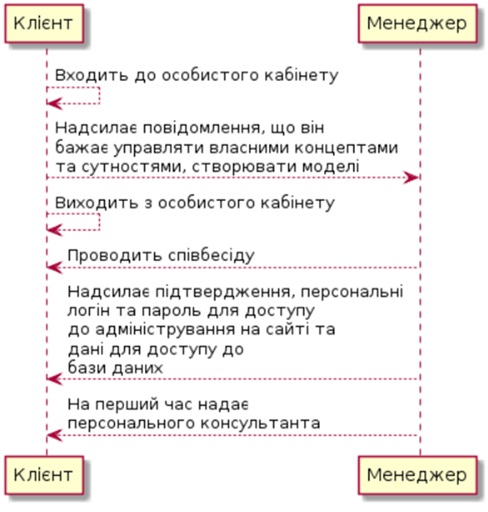 Клієнт
Менеджер
Входить до особистого кабінету
Надсилає повідомлення, що він
бажає управляти власними концептами
та сутностями, створювати моделі
Виходить з особистого кабінету
Проводить співбесіду
Надсилає підтвердження, персональні
логін та пароль для доступу
до адміністрування на сайті та
дані для доступу до
бази даних
На перший час надає
персонального консультанта
Клієнт
Менеджер